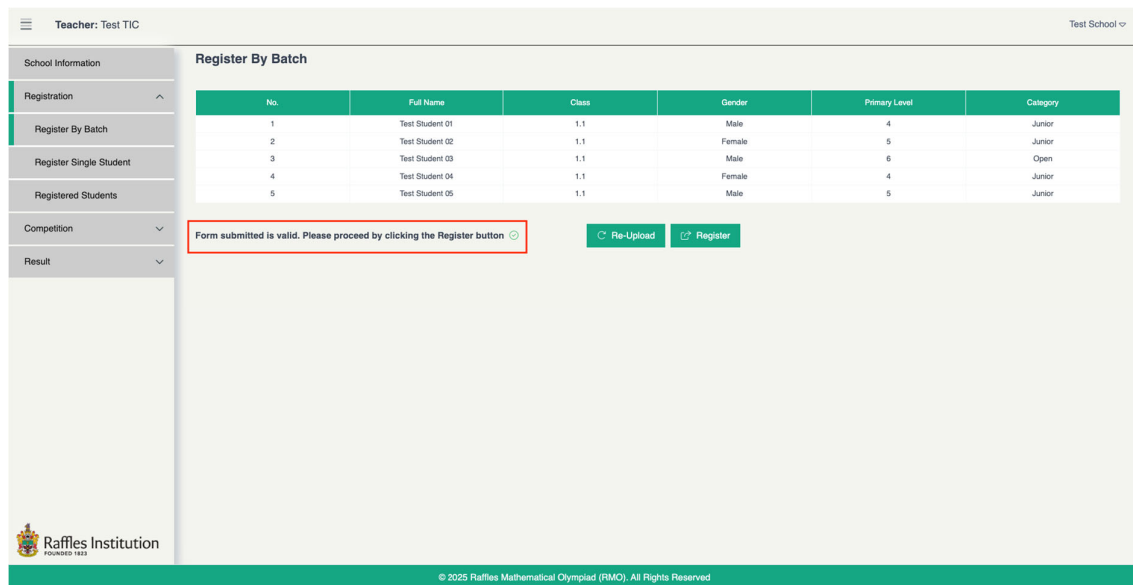 Teacher: Test TIC
Test School
School Information
Registration
Register By Batch
Register Single Student
Registered Students
Competition
Result
Register By Batch
No. Full Name Class Gender Primary Level Category
1 Test Student 01 1.1 Male 4 Junior
2 Test Student 02 1.1 Female 5 Junior
3 Test Student 03 1.1 Male 6 Open
4 Test Student 04 1.1 Female 4 Junior
5 Test Student 05 1.1 Male 5 Junior
Form submitted is valid. Please proceed by clicking the Register button
Re-Upload Register
Raffles Institution
FOUNDED 1823
© 2025 Raffles Mathematical Olympiad (RMO). All Rights Reserved